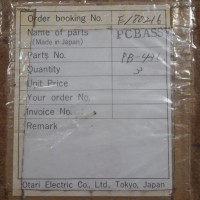 Order booking No. E/80216
Name of parts PCBASS
(Made in Japan)
Parts No. PB-4
Quantity
Unit Price
Your order No.
Invoice No.
Remark
Otari Electric Co., Ltd., Tokyo, Japan